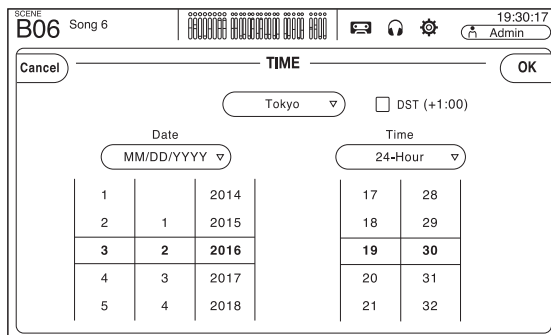 SCENE
B06 Song 6
19:30:17
Admin
Cancel
TIME
OK
Tokyo
DST (+1:00)
Date
Time
MM/DD/YYYY
24-Hour
1 2014 17 28
2 1 2015 18 29
3 2 2016 19 30
4 3 2017 20 31
5 4 2018 21 32